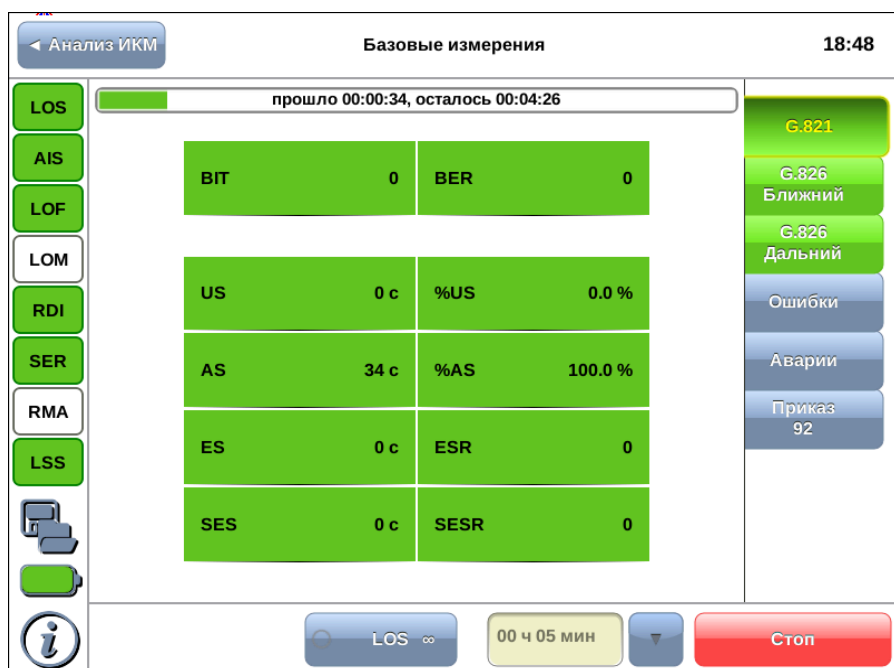 ◄ Анализ ИКМ
Базовые измерения
18:48
прошло 00:00:34, осталось 00:04:26
LOS
AIS
LOF
LOM
RDI
SER
RMA
LSS
BIT 0 BER 0
US 0 с %US 0.0 %
AS 34 с %AS 100.0 %
ES 0 с ESR 0
SES 0 с SESR 0
G.821
G.826
Ближний
G.826
Дальний
Ошибки
Аварии
Приказ
92
i
LOS ∞
00 ч 05 мин
▼
Стоп